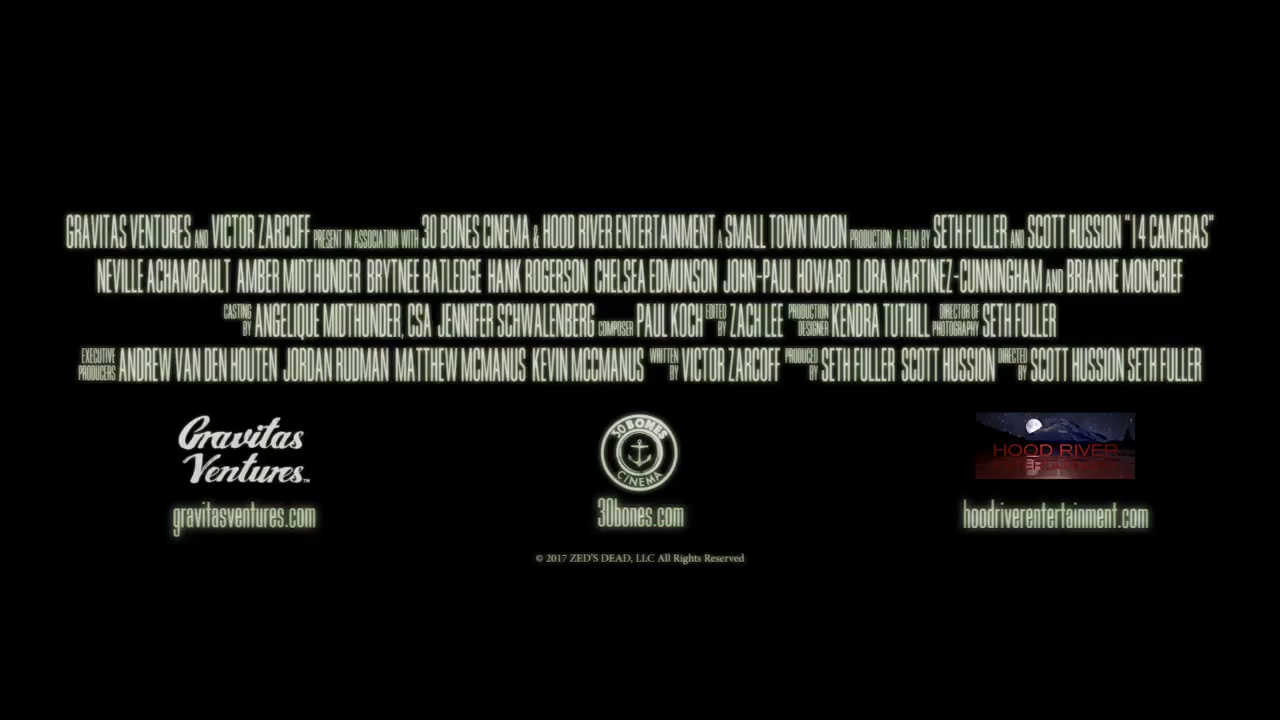 GRAVITAS VENTURES AND VICTOR ZARCOFF PRESENT IN ASSOCIATION WITH 30 BONES CINEMA & HOOD RIVER ENTERTAINMENT A SMALL TOWN MOON PRODUCTION A FILM BY SETH FULLER AND SCOTT HUSSION "14 CAMERAS"
NEVILLE ACHAMBAULT AMBER MIDTHUNDER BRYTNEE RATLEDGE HANK ROGERSON CHELSEA EDMUNSON JOHN-PAUL HOWARD LORA MARTINEZ-CUNNINGHAM AND BRIANNE MONCRIEF
CASTING BY ANGELIQUE MIDTHUNDER, CSA JENNIFER SCHWALENBERG COMPOSER PAUL KOCH EDITED BY ZACH LEE PRODUCTION DESIGNER KENDRA TUTHILL DIRECTOR OF PHOTOGRAPHY SETH FULLER
EXECUTIVE PRODUCERS ANDREW VAN DEN HOUTEN JORDAN RUDMAN MATTHEW MCMANUS KEVIN MCCMANUS WRITTEN BY VICTOR ZARCOFF PRODUCED BY SETH FULLER SCOTT HUSSION DIRECTED BY SCOTT HUSSION SETH FULLER
Gravitas
Ventures™
30 BONES
CINEMA
HOOD RIVER
ENTERTAINMENT
gravitasventures.com
30bones.com
hoodriverentertainment.com
© 2017 ZED'S DEAD, LLC All Rights Reserved